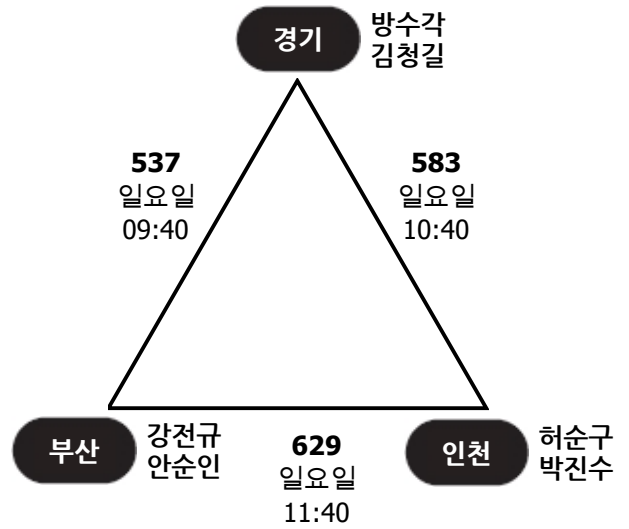 경기
방수각
김청길
537
일요일
09:40
583
일요일
10:40
부산
강전규
안순인
629
일요일
11:40
인천
허순구
박진수